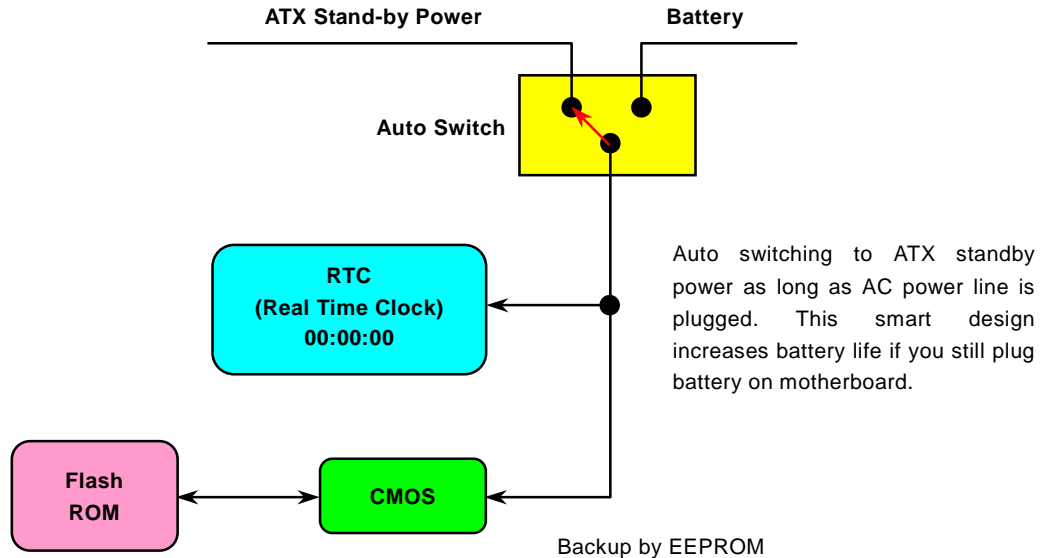 ATX Stand-by Power
Battery
Auto Switch
RTC
(Real Time Clock)
00:00:00
Auto switching to ATX standby
power as long as AC power line is
plugged. This smart design
increases battery life if you still plug
battery on motherboard.
Flash
ROM
CMOS
Backup by EEPROM